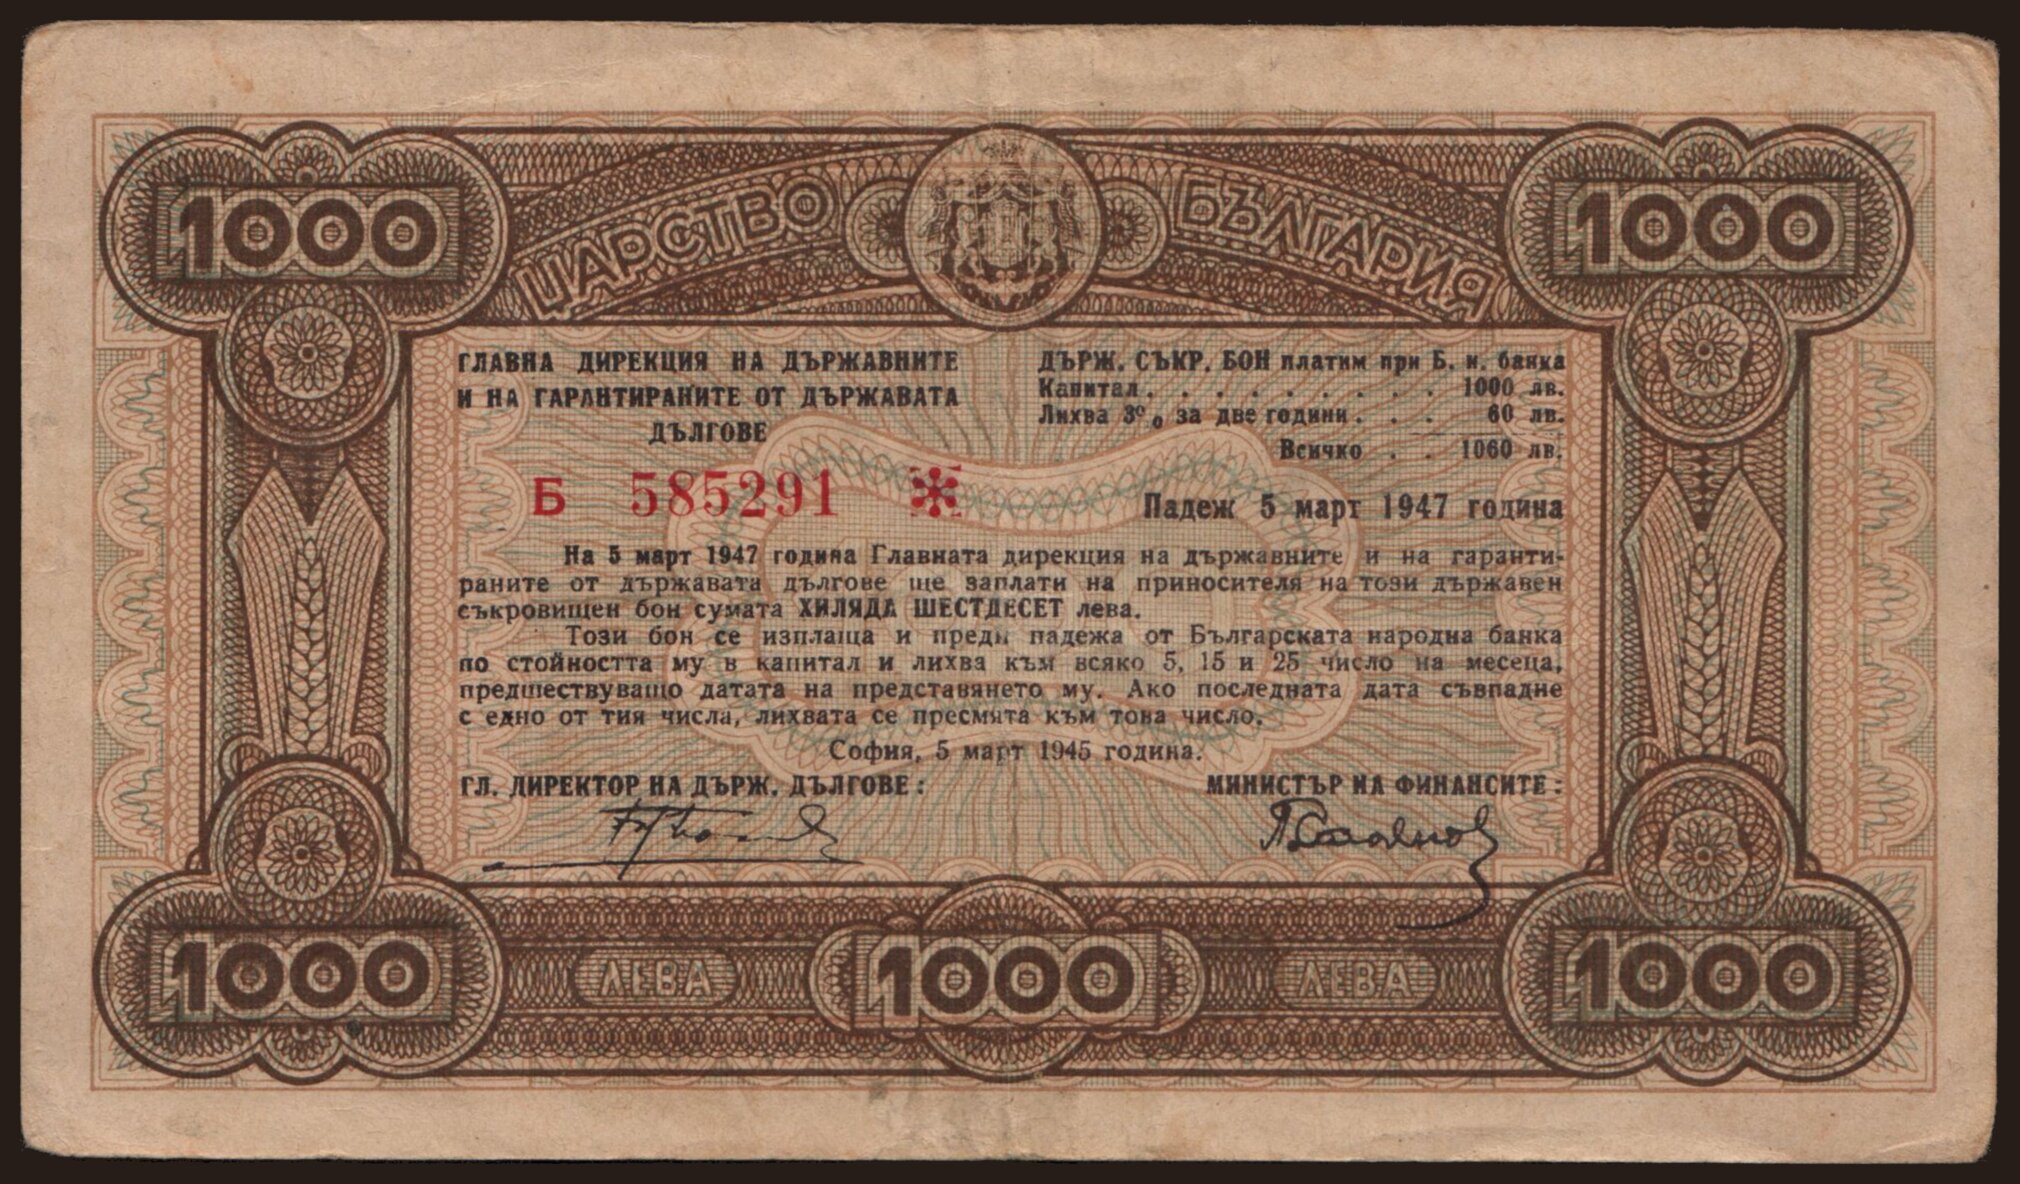 1000
ЦАРСТВО БЪЛГАРИЯ
1000
ГЛАВНА ДИРЕКЦИЯ НА ДЪРЖАВНИТЕ
И НА ГАРАНТИРАНИТЕ ОТ ДЪРЖАВАТА
ДЪЛГОВЕ
ДЪРЖ. СЪКР. БОН платим при Б. н. банка
Капитал. . . . . . . . . 1000 лв.
Лихва 3% за две години . . . 60 лв.
Всичко . . 1060 лв.
Б 585291 *
Падеж 5 март 1947 година
На 5 март 1947 година Главната дирекция на държавните и на гаранти-
раните от държавата дългове ще заплати на приносителя на този държавен
съкровищен бон сумата ХИЛЯДА ШЕСТДЕСЕТ лева.
Този бон се изплаща и преди падежа от Българската народна банка
по стойността му в капитал и лихва към всяко 5, 15 и 25 число на месеца,
предшествуващо датата на представянето му. Ако последната дата съвпадне
с едно от тия числа, лихвата се пресмята към това число.
София, 5 март 1945 година.
ГЛ. ДИРЕКТОР НА ДЪРЖ. ДЪЛГОВЕ :
МИНИСТЪР НА ФИНАНСИТЕ :
1000
ЛЕВА
1000
ЛЕВА
1000